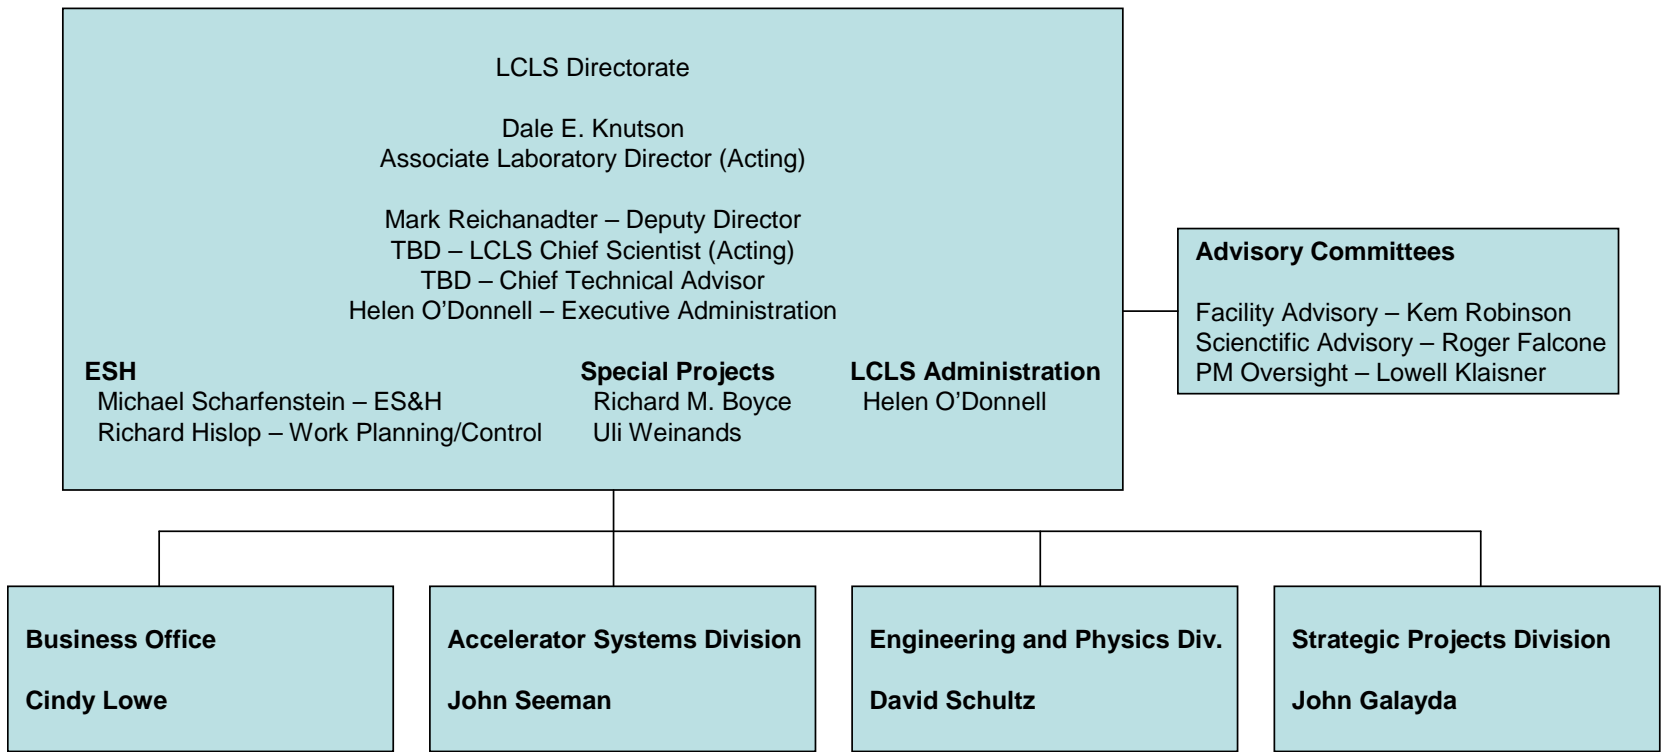 LCLS Directorate
Dale E. Knutson
Associate Laboratory Director (Acting)
Mark Reichanadter – Deputy Director
TBD – LCLS Chief Scientist (Acting)
TBD – Chief Technical Advisor
Helen O’Donnell – Executive Administration
ESH
Michael Scharfenstein – ES&H
Richard Hislop – Work Planning/Control
Special Projects
Richard M. Boyce
Uli Weinands
LCLS Administration
Helen O’Donnell
Advisory Committees
Facility Advisory – Kem Robinson
Scienctific Advisory – Roger Falcone
PM Oversight – Lowell Klaisner
Business Office
Cindy Lowe
Accelerator Systems Division
John Seeman
Engineering and Physics Div.
David Schultz
Strategic Projects Division
John Galayda